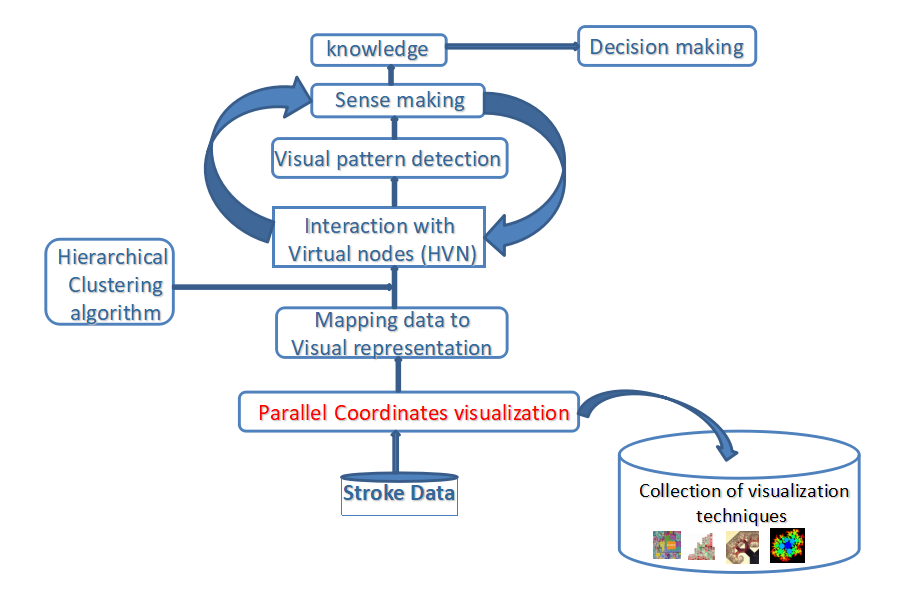 knowledge
Decision making
Sense making
Visual pattern detection
Interaction with
Virtual nodes (HVN)
Hierarchical
Clustering
algorithm
Mapping data to
Visual representation
Parallel Coordinates visualization
Stroke Data
Collection of visualization
techniques